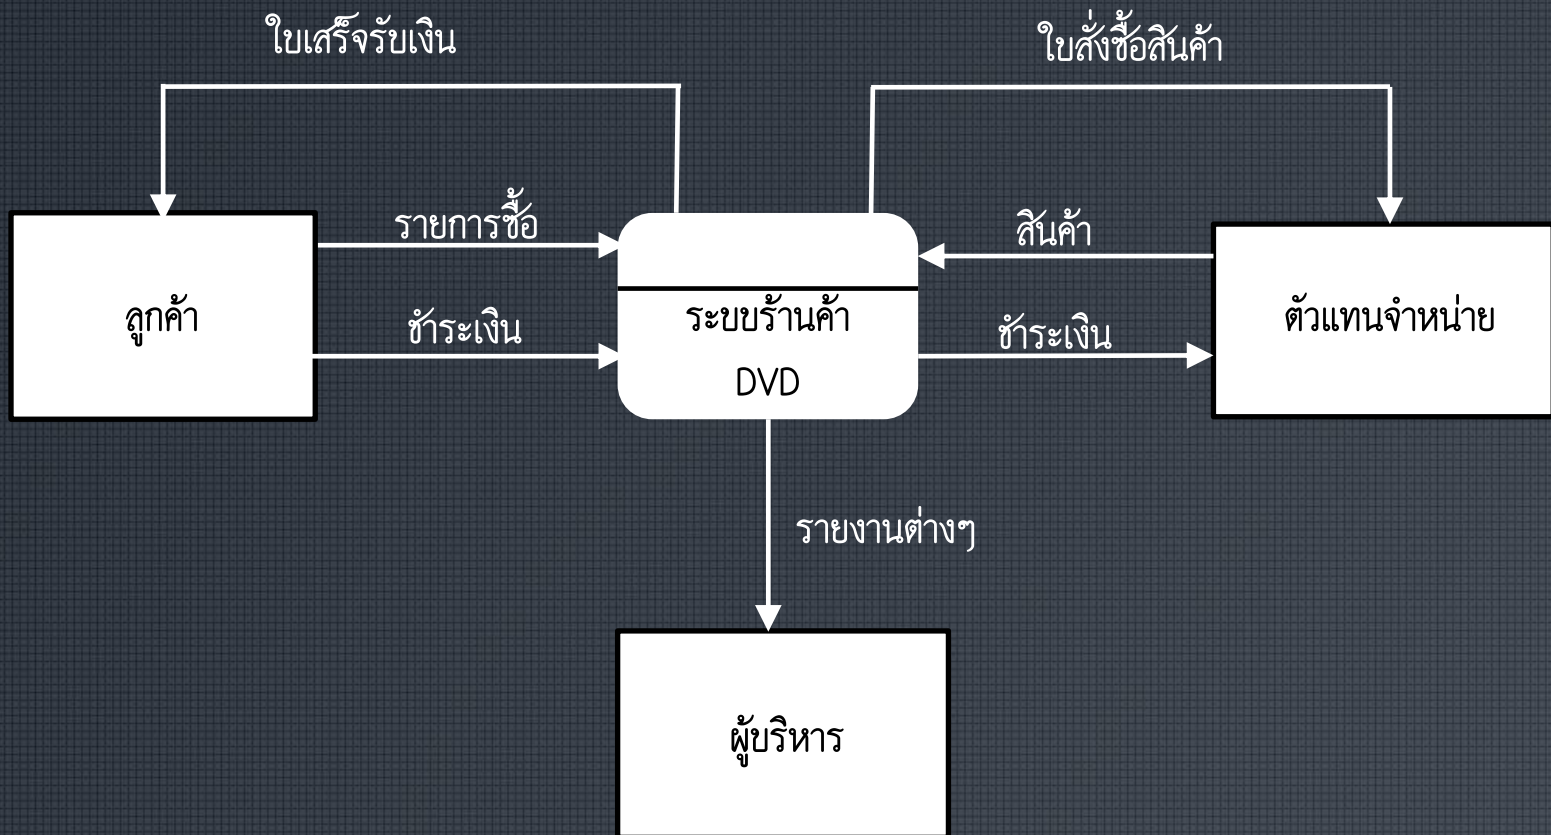 ใบเสร็จรับเงิน
ใบสั่งซื้อสินค้า
รายการซื้อ
สินค้า
ลูกค้า
ระบบร้านค้า
DVD
ตัวแทนจำหน่าย
ชำระเงิน
ชำระเงิน
รายงานต่างๆ
ผู้บริหาร